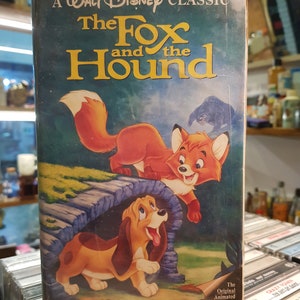 A WALT DISNEY CLASSIC
The Fox
and the
Hound
The
Original
Animated